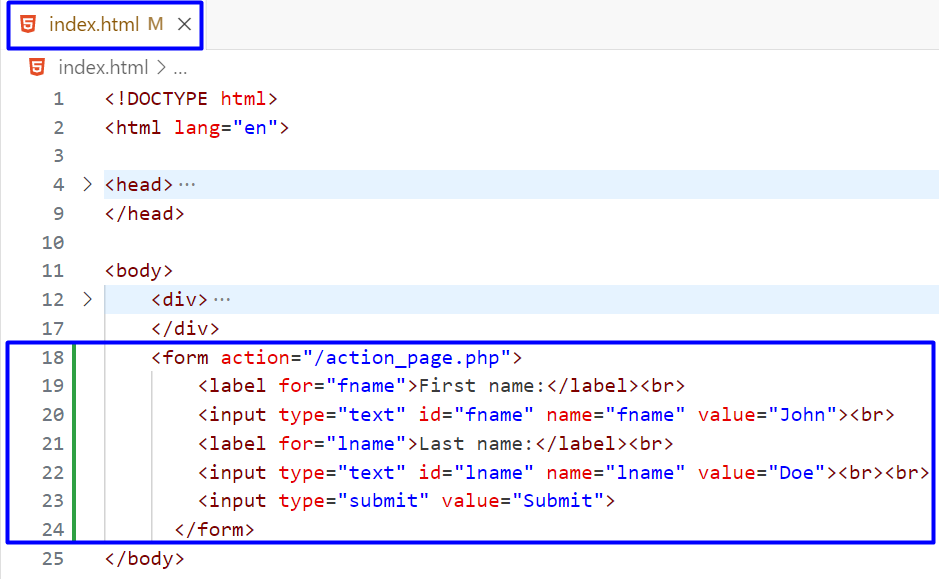 index.html M ×
index.html > ...
1 <!DOCTYPE html>
2 <html lang="en">
3
4 > <head> ...
9 </head>
10
11 <body>
12 > <div> ...
17 </div>
18 <form action="/action_page.php">
19 <label for="fname">First name:</label><br>
20 <input type="text" id="fname" name="fname" value="John"><br>
21 <label for="lname">Last name:</label><br>
22 <input type="text" id="lname" name="lname" value="Doe"><br><br>
23 <input type="submit" value="Submit">
24 </form>
25 </body>